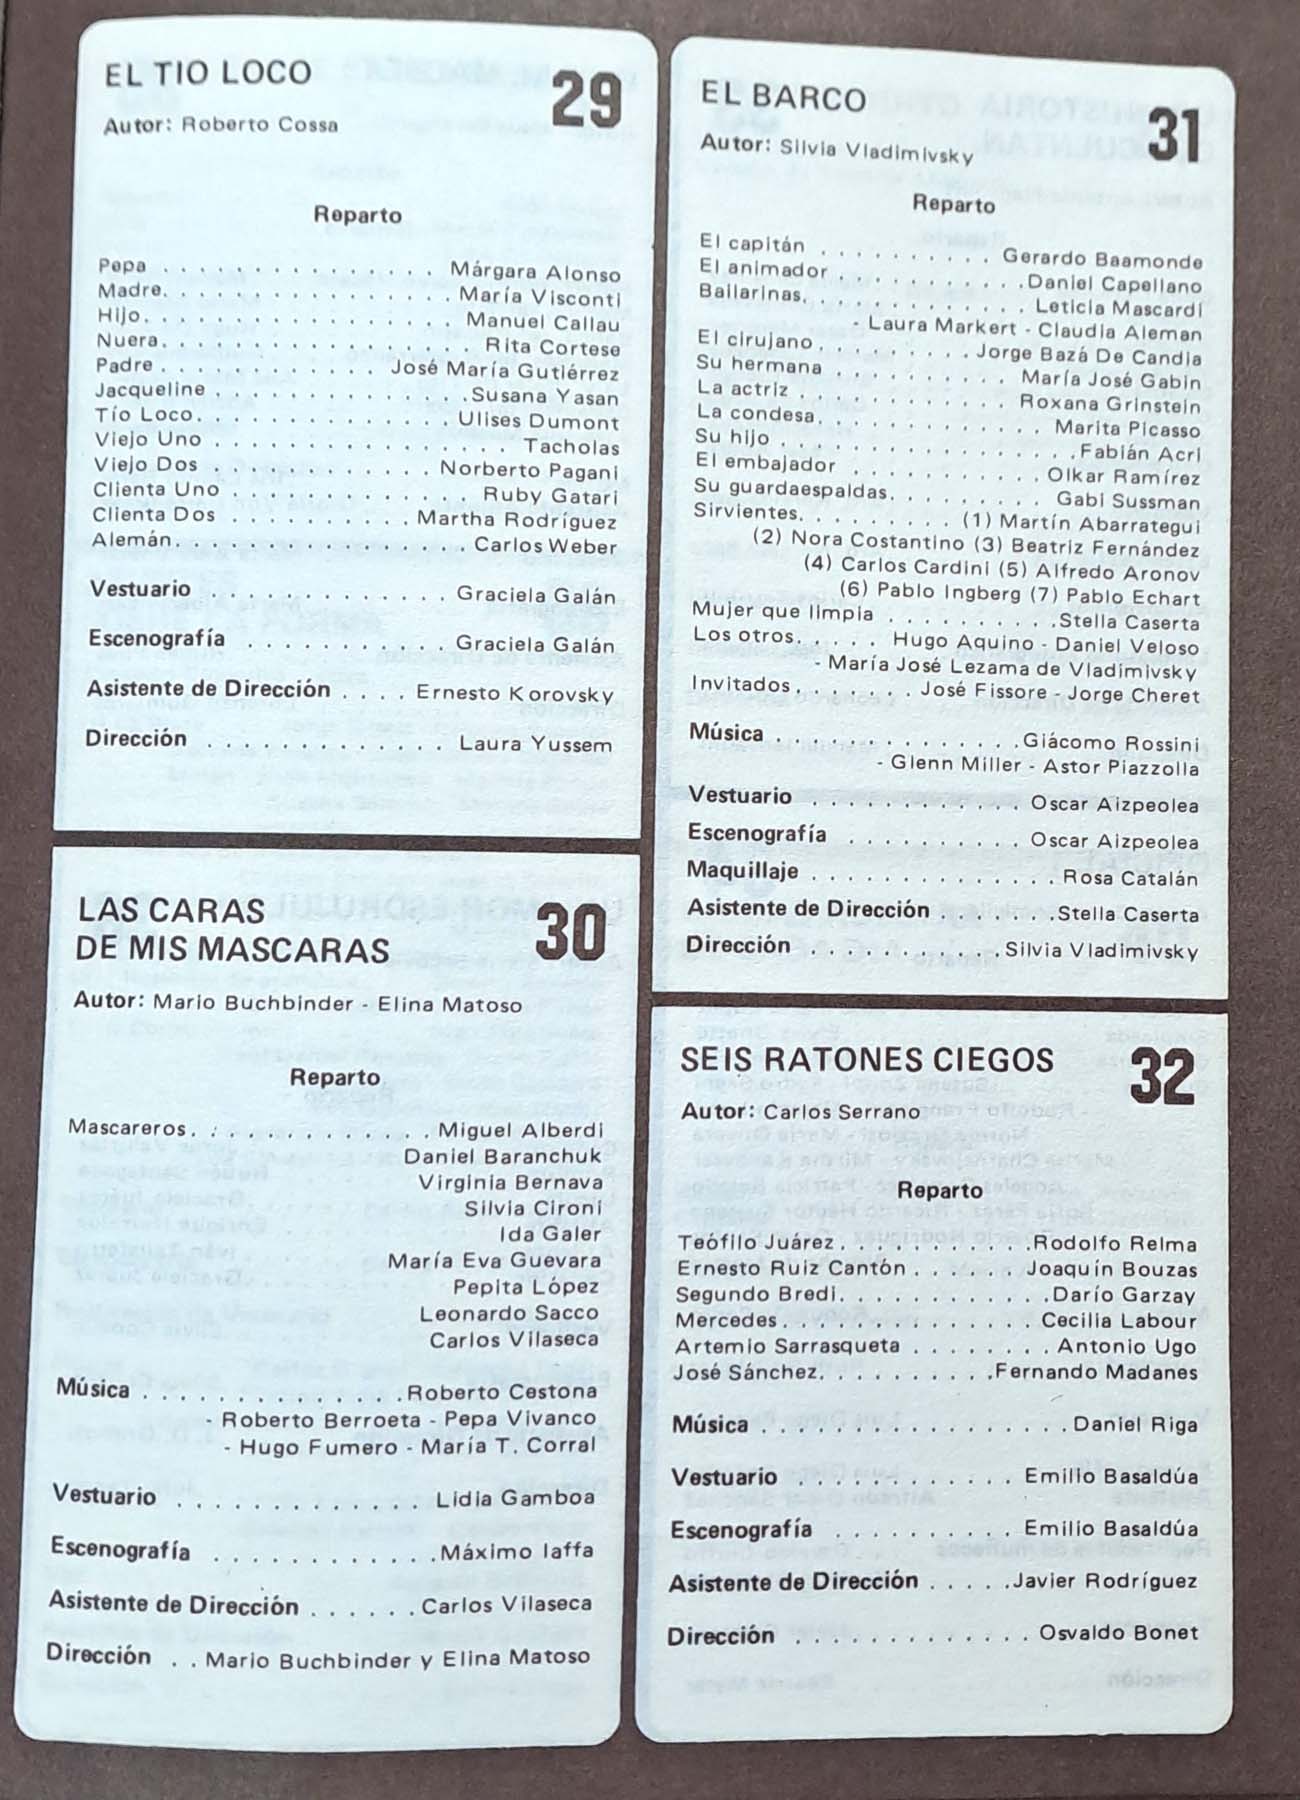 EL TIO LOCO
29
Autor: Roberto Cossa
Reparto
Pepa . . . . . . . . . . . . . . . . Márgara Alonso
Madre. . . . . . . . . . . . . . . . . María Visconti
Hijo. . . . . . . . . . . . . . . . . . Manuel Callau
Nuera. . . . . . . . . . . . . . . . . . Rita Cortese
Padre . . . . . . . . . . . . . José María Gutiérrez
Jacqueline . . . . . . . . . . . . . . Susana Yasan
Tío Loco. . . . . . . . . . . . . . . Ulises Dumont
Viejo Uno . . . . . . . . . . . . . . . . . Tacholas
Viejo Dos . . . . . . . . . . . . Norberto Pagani
Clienta Uno . . . . . . . . . . . . . . Ruby Gatari
Clienta Dos . . . . . . . . . . Martha Rodríguez
Alemán. . . . . . . . . . . . . . . . . Carlos Weber
Vestuario . . . . . . . . . . . . . Graciela Galán
Escenografía . . . . . . . . . . . Graciela Galán
Asistente de Dirección . . . . Ernesto Korovsky
Dirección . . . . . . . . . . . . . Laura Yussem
LAS CARAS
DE MIS MASCARAS
30
Autor: Mario Buchbinder - Elina Matoso
Reparto
Mascareros. . . . . . . . . . . . . . Miguel Alberdi
Daniel Baranchuk
Virginia Bernava
Silvia Cironi
Ida Galer
María Eva Guevara
Pepita López
Leonardo Sacco
Carlos Vilaseca
Música . . . . . . . . . . . . . . .Roberto Cestona
- Roberto Berroeta - Pepa Vivanco
- Hugo Fumero - María T. Corral
Vestuario . . . . . . . . . . . . . . Lidia Gamboa
Escenografía . . . . . . . . . . . . .Máximo Iaffa
Asistente de Dirección . . . . . . Carlos Vilaseca
Dirección . . Mario Buchbinder y Elina Matoso
EL BARCO
31
Autor: Silvia Vladimivsky
Reparto
El capitán . . . . . . . . . . Gerardo Baamonde
El animador . . . . . . . . . . .Daniel Capellano
Bailarinas. . . . . . . . . . . . . Leticia Mascardi
Laura Markert - Claudia Aleman
El cirujano . . . . . . . . . Jorge Bazá De Candia
Su hermana . . . . . . . . . . María José Gabin
La actriz . . . . . . . . . . . . Roxana Grinstein
La condesa. . . . . . . . . . . . . Marita Picasso
Su hijo . . . . . . . . . . . . . . . . .Fabián Acri
El embajador . . . . . . . . . . . Olkar Ramírez
Su guardaespaldas. . . . . . . . . Gabi Sussman
Sirvientes. . . . . . . . . . (1) Martín Abarrategui
(2) Nora Costantino (3) Beatriz Fernández
(4) Carlos Cardini (5) Alfredo Aronov
(6) Pablo Ingberg (7) Pablo Echart
Mujer que limpia . . . . . . . . . .Stella Caserta
Los otros. . . . . Hugo Aquino - Daniel Veloso
- María José Lezama de Vladimivsky
Invitados . . . . . . . José Fissore - Jorge Cheret
Música . . . . . . . . . . . . . .Giácomo Rossini
- Glenn Miller - Astor Piazzolla
Vestuario . . . . . . . . . . . . Oscar Aizpeolea
Escenografía . . . . . . . . . . Oscar Aizpeolea
Maquillaje . . . . . . . . . . . . . . Rosa Catalán
Asistente de Dirección . . . . . . .Stella Caserta
Dirección . . . . . . . . . . . .Silvia Vladimivsky
SEIS RATONES CIEGOS
32
Autor: Carlos Serrano
Reparto
Teófilo Juárez . . . . . . . . . . .Rodolfo Relma
Ernesto Ruiz Cantón . . . . . . Joaquín Bouzas
Segundo Bredi. . . . . . . . . . . . .Darío Garzay
Mercedes . . . . . . . . . . . . . . . Cecilia Labour
Artemio Sarrasqueta . . . . . . . . Antonio Ugo
José Sánchez. . . . . . . . . . .Fernando Madanes
Música . . . . . . . . . . . . . . . . . Daniel Riga
Vestuario . . . . . . . . . . . . Emilio Basaldúa
Escenografía . . . . . . . . . . Emilio Basaldúa
Asistente de Dirección . . . . .Javier Rodríguez
Dirección . . . . . . . . . . . . . Osvaldo Bonet